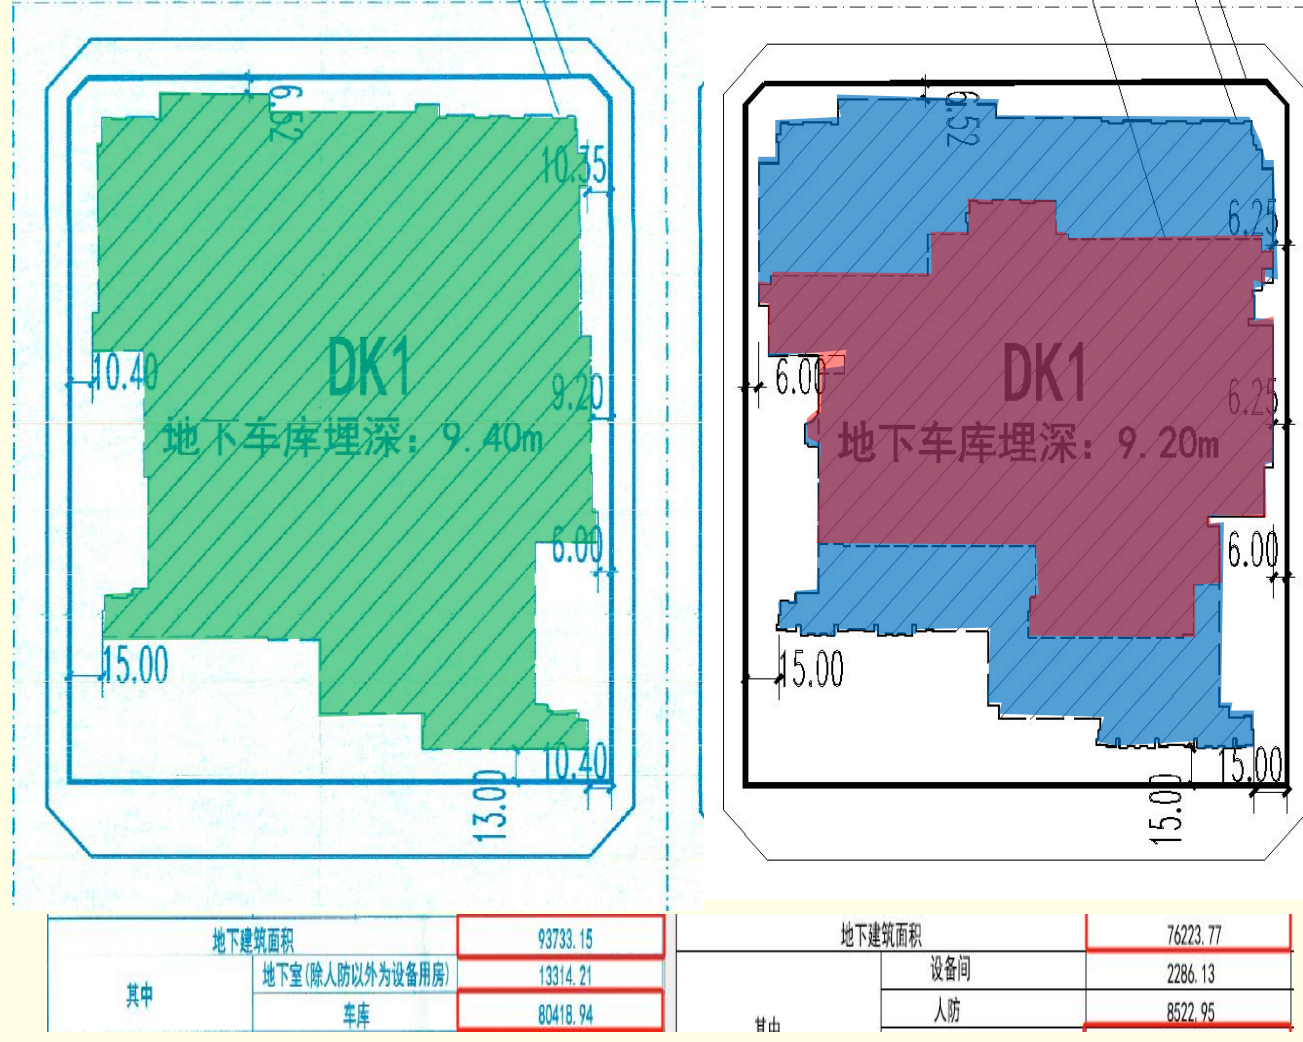 6.52
10.35
DK1
10.40
9.20
地下车库埋深：9.40m
6.00
15.00
10.40
13.00
6.52
6.25
DK1
6.00
6.25
地下车库埋深：9.20m
6.00
15.00
15.00
15.00
地下建筑面积 93733.15
其中 地下室(除人防以外为设备用房) 13314.21
车库 80418.94
地下建筑面积 76223.77
其中 设备间 2286.13
人防 8522.95